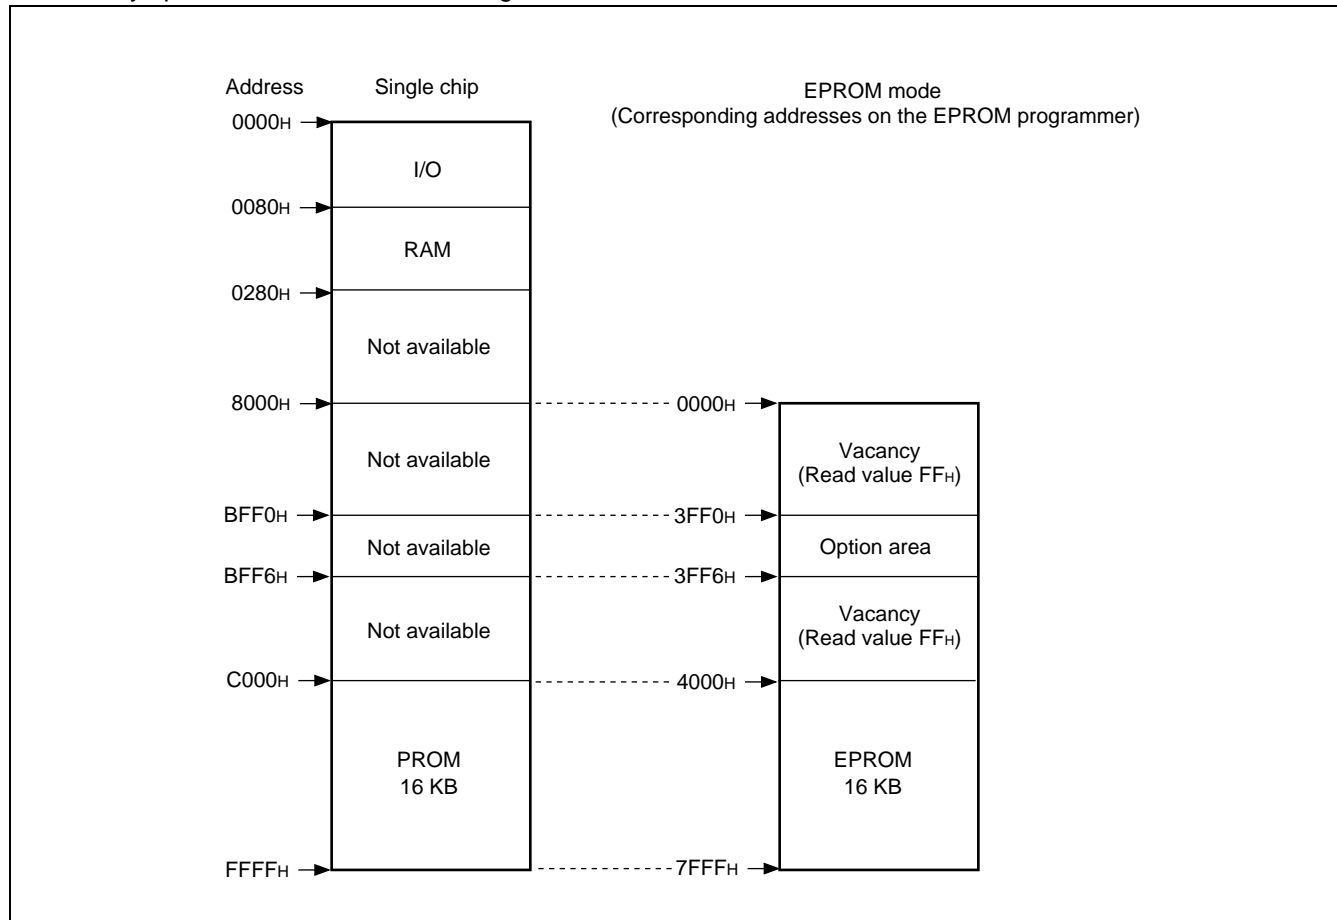 Address
Single chip
EPROM mode
(Corresponding addresses on the EPROM programmer)
0000H
I/O
0080H
RAM
0280H
Not available
8000H
0000H
Not available
Vacancy
(Read value FFH)
BFF0H
3FF0H
Not available
Option area
BFF6H
3FF6H
Not available
Vacancy
(Read value FFH)
C000H
4000H
PROM
16 KB
EPROM
16 KB
FFFFH
7FFFH